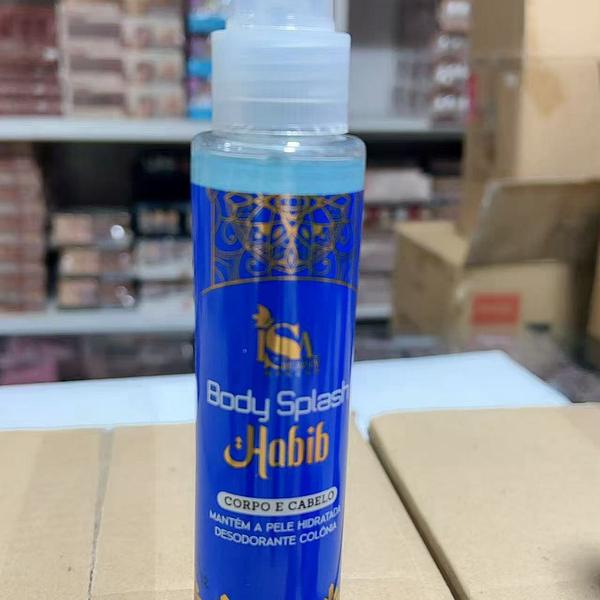 ISA
Body Splash
Habib
CORPO E CABELO
MANTÉM A PELE HIDRATADA
DESODORANTE COLÔNIA